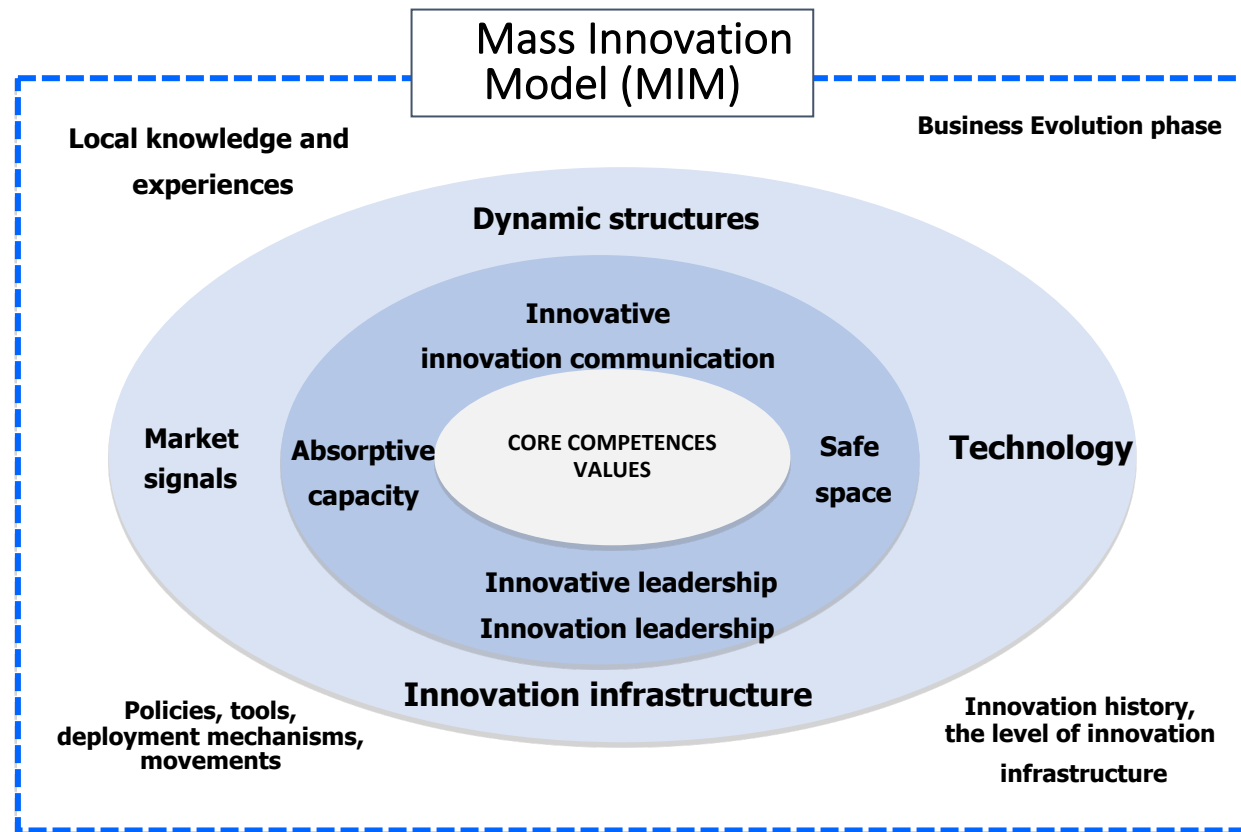 Mass Innovation
Model (MIM)
Local knowledge and
experiences
Business Evolution phase
Dynamic structures
Innovative
innovation communication
Market
signals
Absorptive
capacity
CORE COMPETENCES
VALUES
Safe
space
Technology
Innovative leadership
Innovation leadership
Innovation infrastructure
Policies, tools,
deployment mechanisms,
movements
Innovation history,
the level of innovation
infrastructure